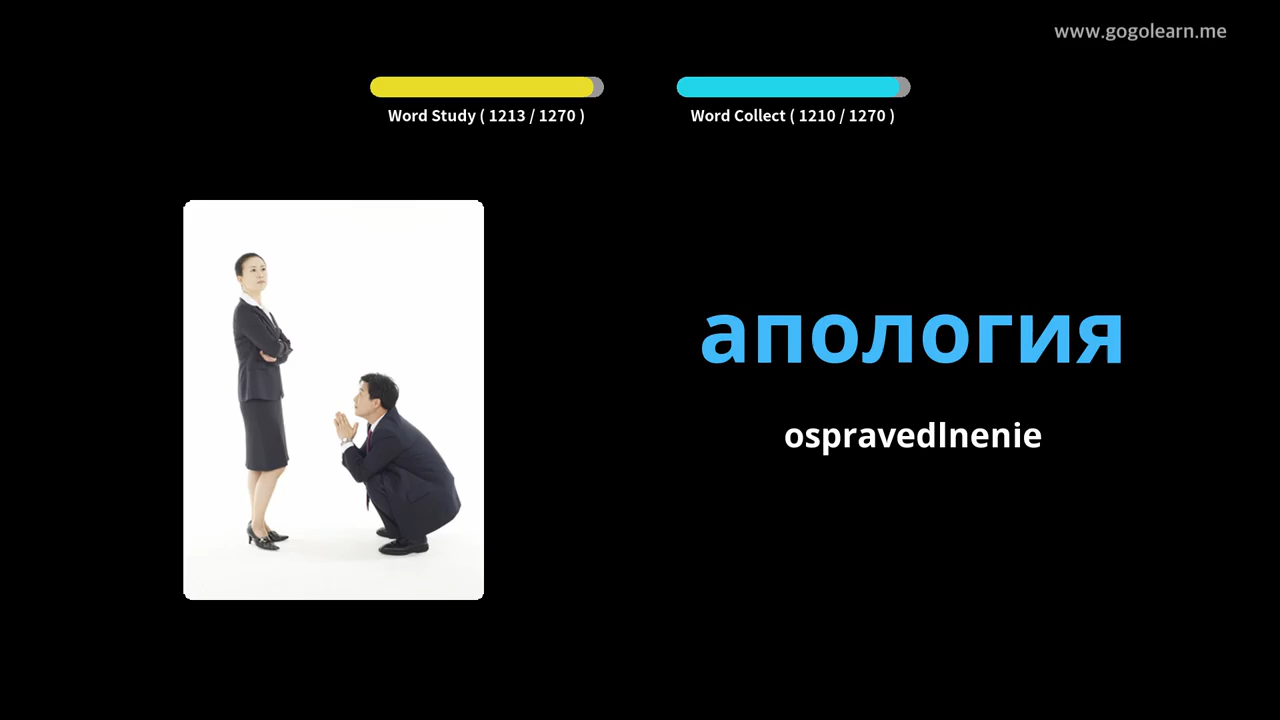 www.gogolearn.me
Word Study ( 1213 / 1270 )
Word Collect ( 1210 / 1270 )
апология
ospravedlnenie